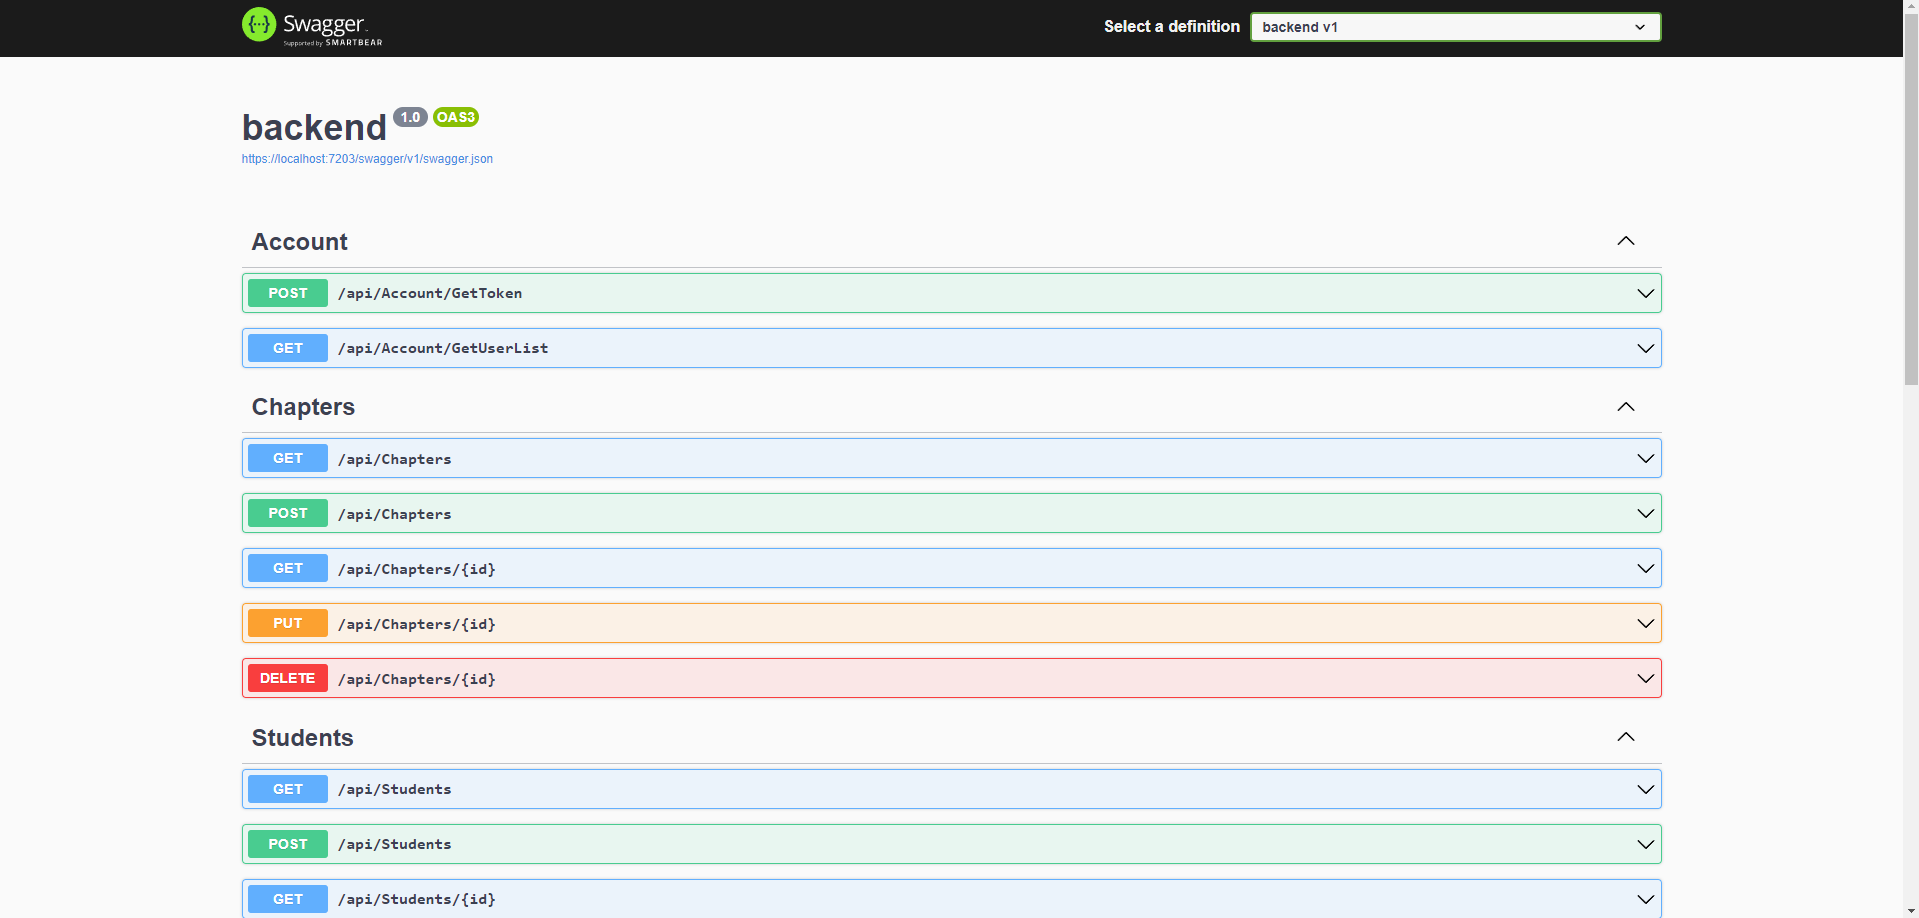 Swagger.
Supported by SMARTBEAR
Select a definition
backend v1
backend 1.0 OAS3
https://localhost:7203/swagger/v1/swagger.json
Account
POST /api/Account/GetToken
GET /api/Account/GetUserList
Chapters
GET /api/Chapters
POST /api/Chapters
GET /api/Chapters/{id}
PUT /api/Chapters/{id}
DELETE /api/Chapters/{id}
Students
GET /api/Students
POST /api/Students
GET /api/Students/{id}